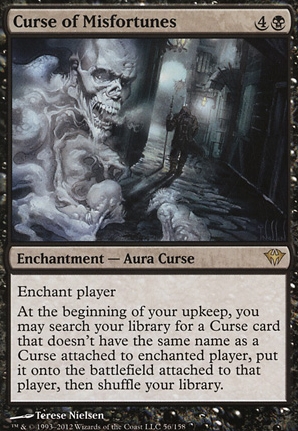 Curse of Misfortunes 4
Enchantment — Aura Curse
Enchant player
At the beginning of your upkeep, you
may search your library for a Curse card
that doesn't have the same name as a
Curse attached to enchanted player, put
it onto the battlefield attached to that
player, then shuffle your library.
Terese Nielsen
™ & © 1993–2012 Wizards of the Coast LLC 56/158